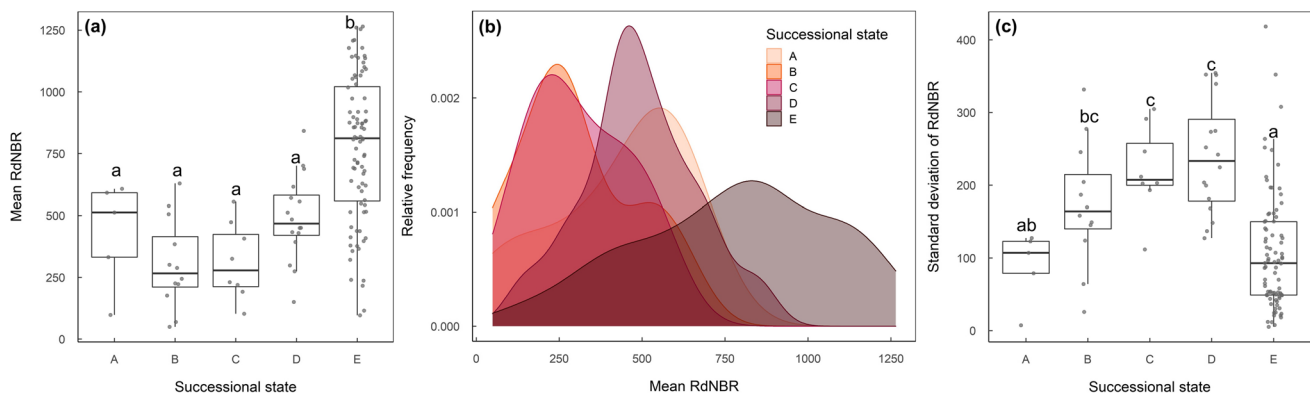 (a)
b
a
a
a
a
1250
1000
750
500
250
0
Mean RdNBR
A B C D E
Successional state
(b)
Successional state
A
B
C
D
E
0.002
0.001
0.000
Relative frequency
0 250 500 750 1000 1250
Mean RdNBR
(c)
c
c
bc
a
ab
400
300
200
100
0
Standard deviation of RdNBR
A B C D E
Successional state